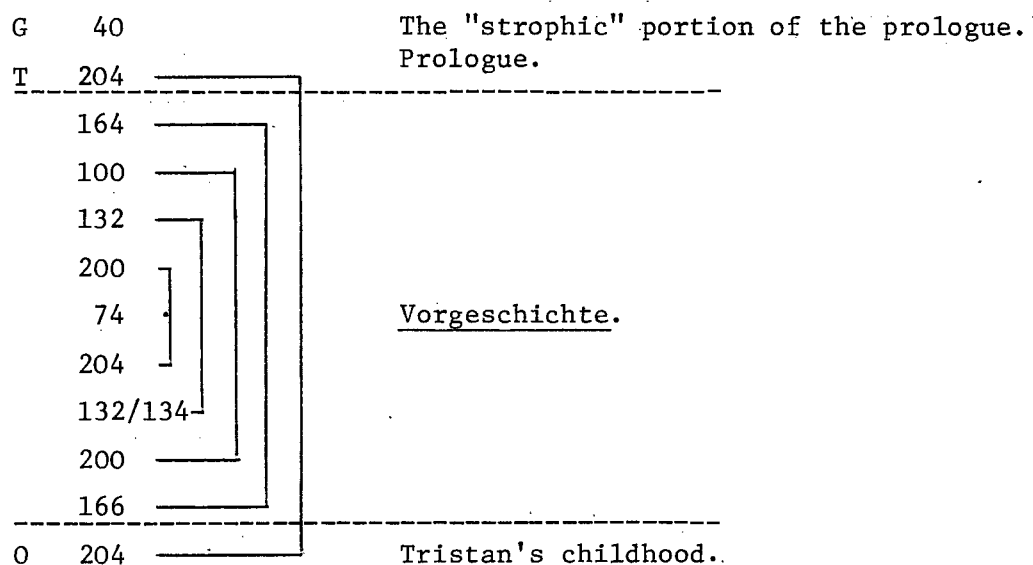 G 40 The "strophic" portion of the prologue.
T 204 Prologue.
164
100
132
200
74 Vorgeschichte.
204
132/134
200
166
O 204 Tristan's childhood.